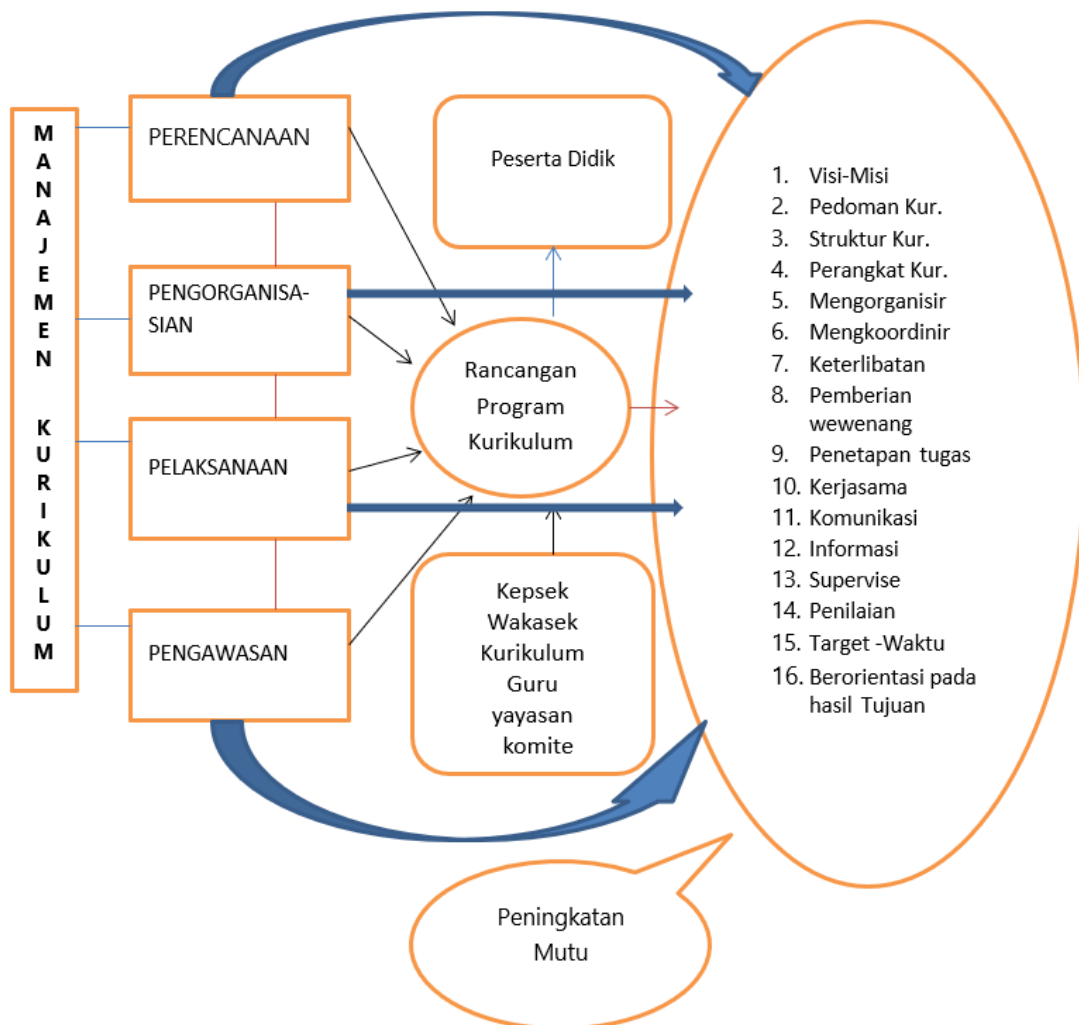 MANAJEMEN KURIKULUM
PERENCANAAN
PENGORGANISA-
SIAN
PELAKSANAAN
PENGAWASAN
Peserta Didik
Rancangan
Program
Kurikulum
Kepsek
Wakasek
Kurikulum
Guru
yayasan
komite
1. Visi-Misi
2. Pedoman Kur.
3. Struktur Kur.
4. Perangkat Kur.
5. Mengorganisir
6. Mengkoordinir
7. Keterlibatan
8. Pemberian
wewenang
9. Penetapan tugas
10. Kerjasama
11. Komunikasi
12. Informasi
13. Supervise
14. Penilaian
15. Target -Waktu
16. Berorientasi pada
hasil Tujuan
Peningkatan
Mutu